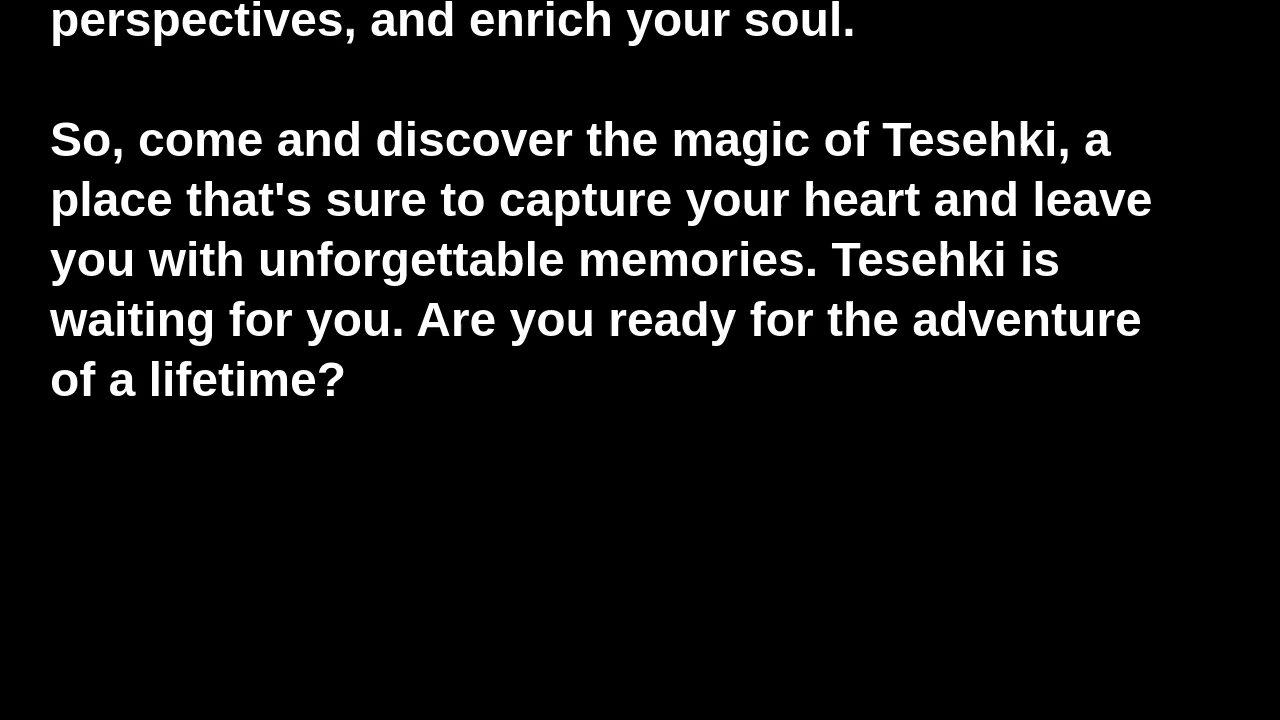 perspectives, and enrich your soul.
So, come and discover the magic of Tesehki, a
place that's sure to capture your heart and leave
you with unforgettable memories. Tesehki is
waiting for you. Are you ready for the adventure
of a lifetime?